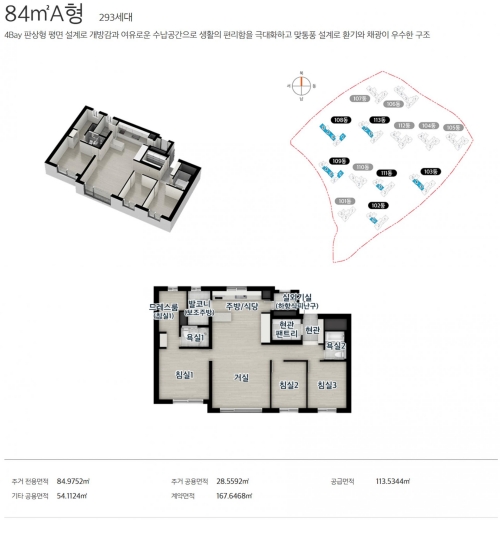 84㎡A형 293세대
4Bay 판상형 평면 설계로 개방감과 여유로운 수납공간으로 생활의 편리함을 극대화하고 맞통풍 설계로 환기와 채광이 우수한 구조
북
서 동
남
107동 106동
108동 113동 112동 104동 105동
109동 110동 111동 103동
101동 102동
드레스룸
(침실1)
발코니
(보조주방)
주방/식당
실외기실
(하향식피난구)
욕실1
현관
팬트리
현관
욕실2
침실1
거실
침실2
침실3
주거 전용면적 84.9752㎡ 주거 공용면적 28.5592㎡ 공급면적 113.5344㎡
기타 공용면적 54.1124㎡ 계약면적 167.6468㎡